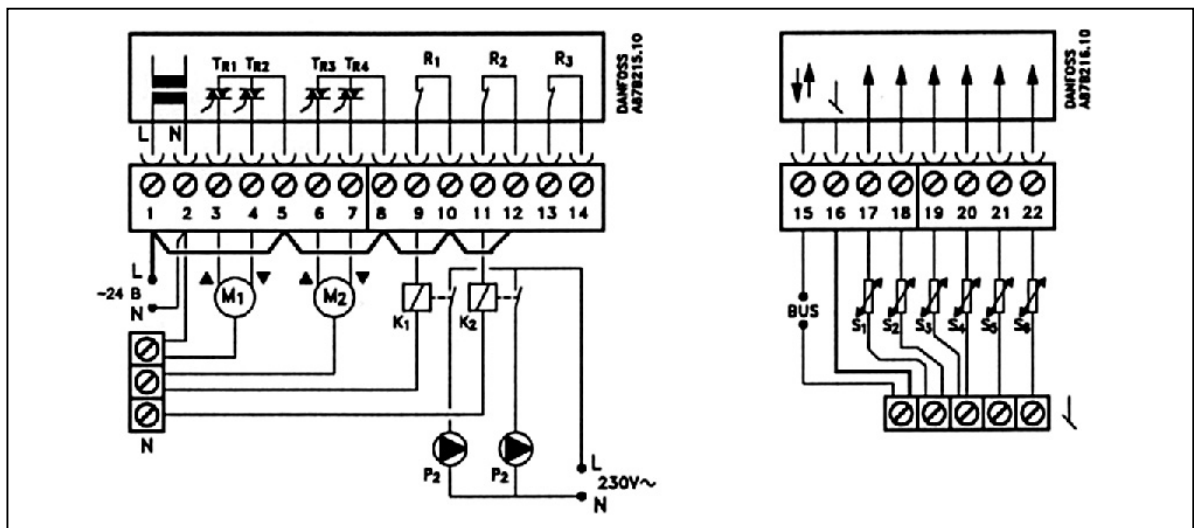 TR1 TR2 TR3 TR4 R1 R2 R3
DANFOSS
A87B215.10
L N
1 2 3 4 5 6 7 8 9 10 11 12 13 14
L
~24 B
N
M1
M2
K1
K2
N
P2
P2
L
230V~
N
DANFOSS
A87B216.10
15 16 17 18 19 20 21 22
BUS
S1 S2 S3 S4 S5 S6